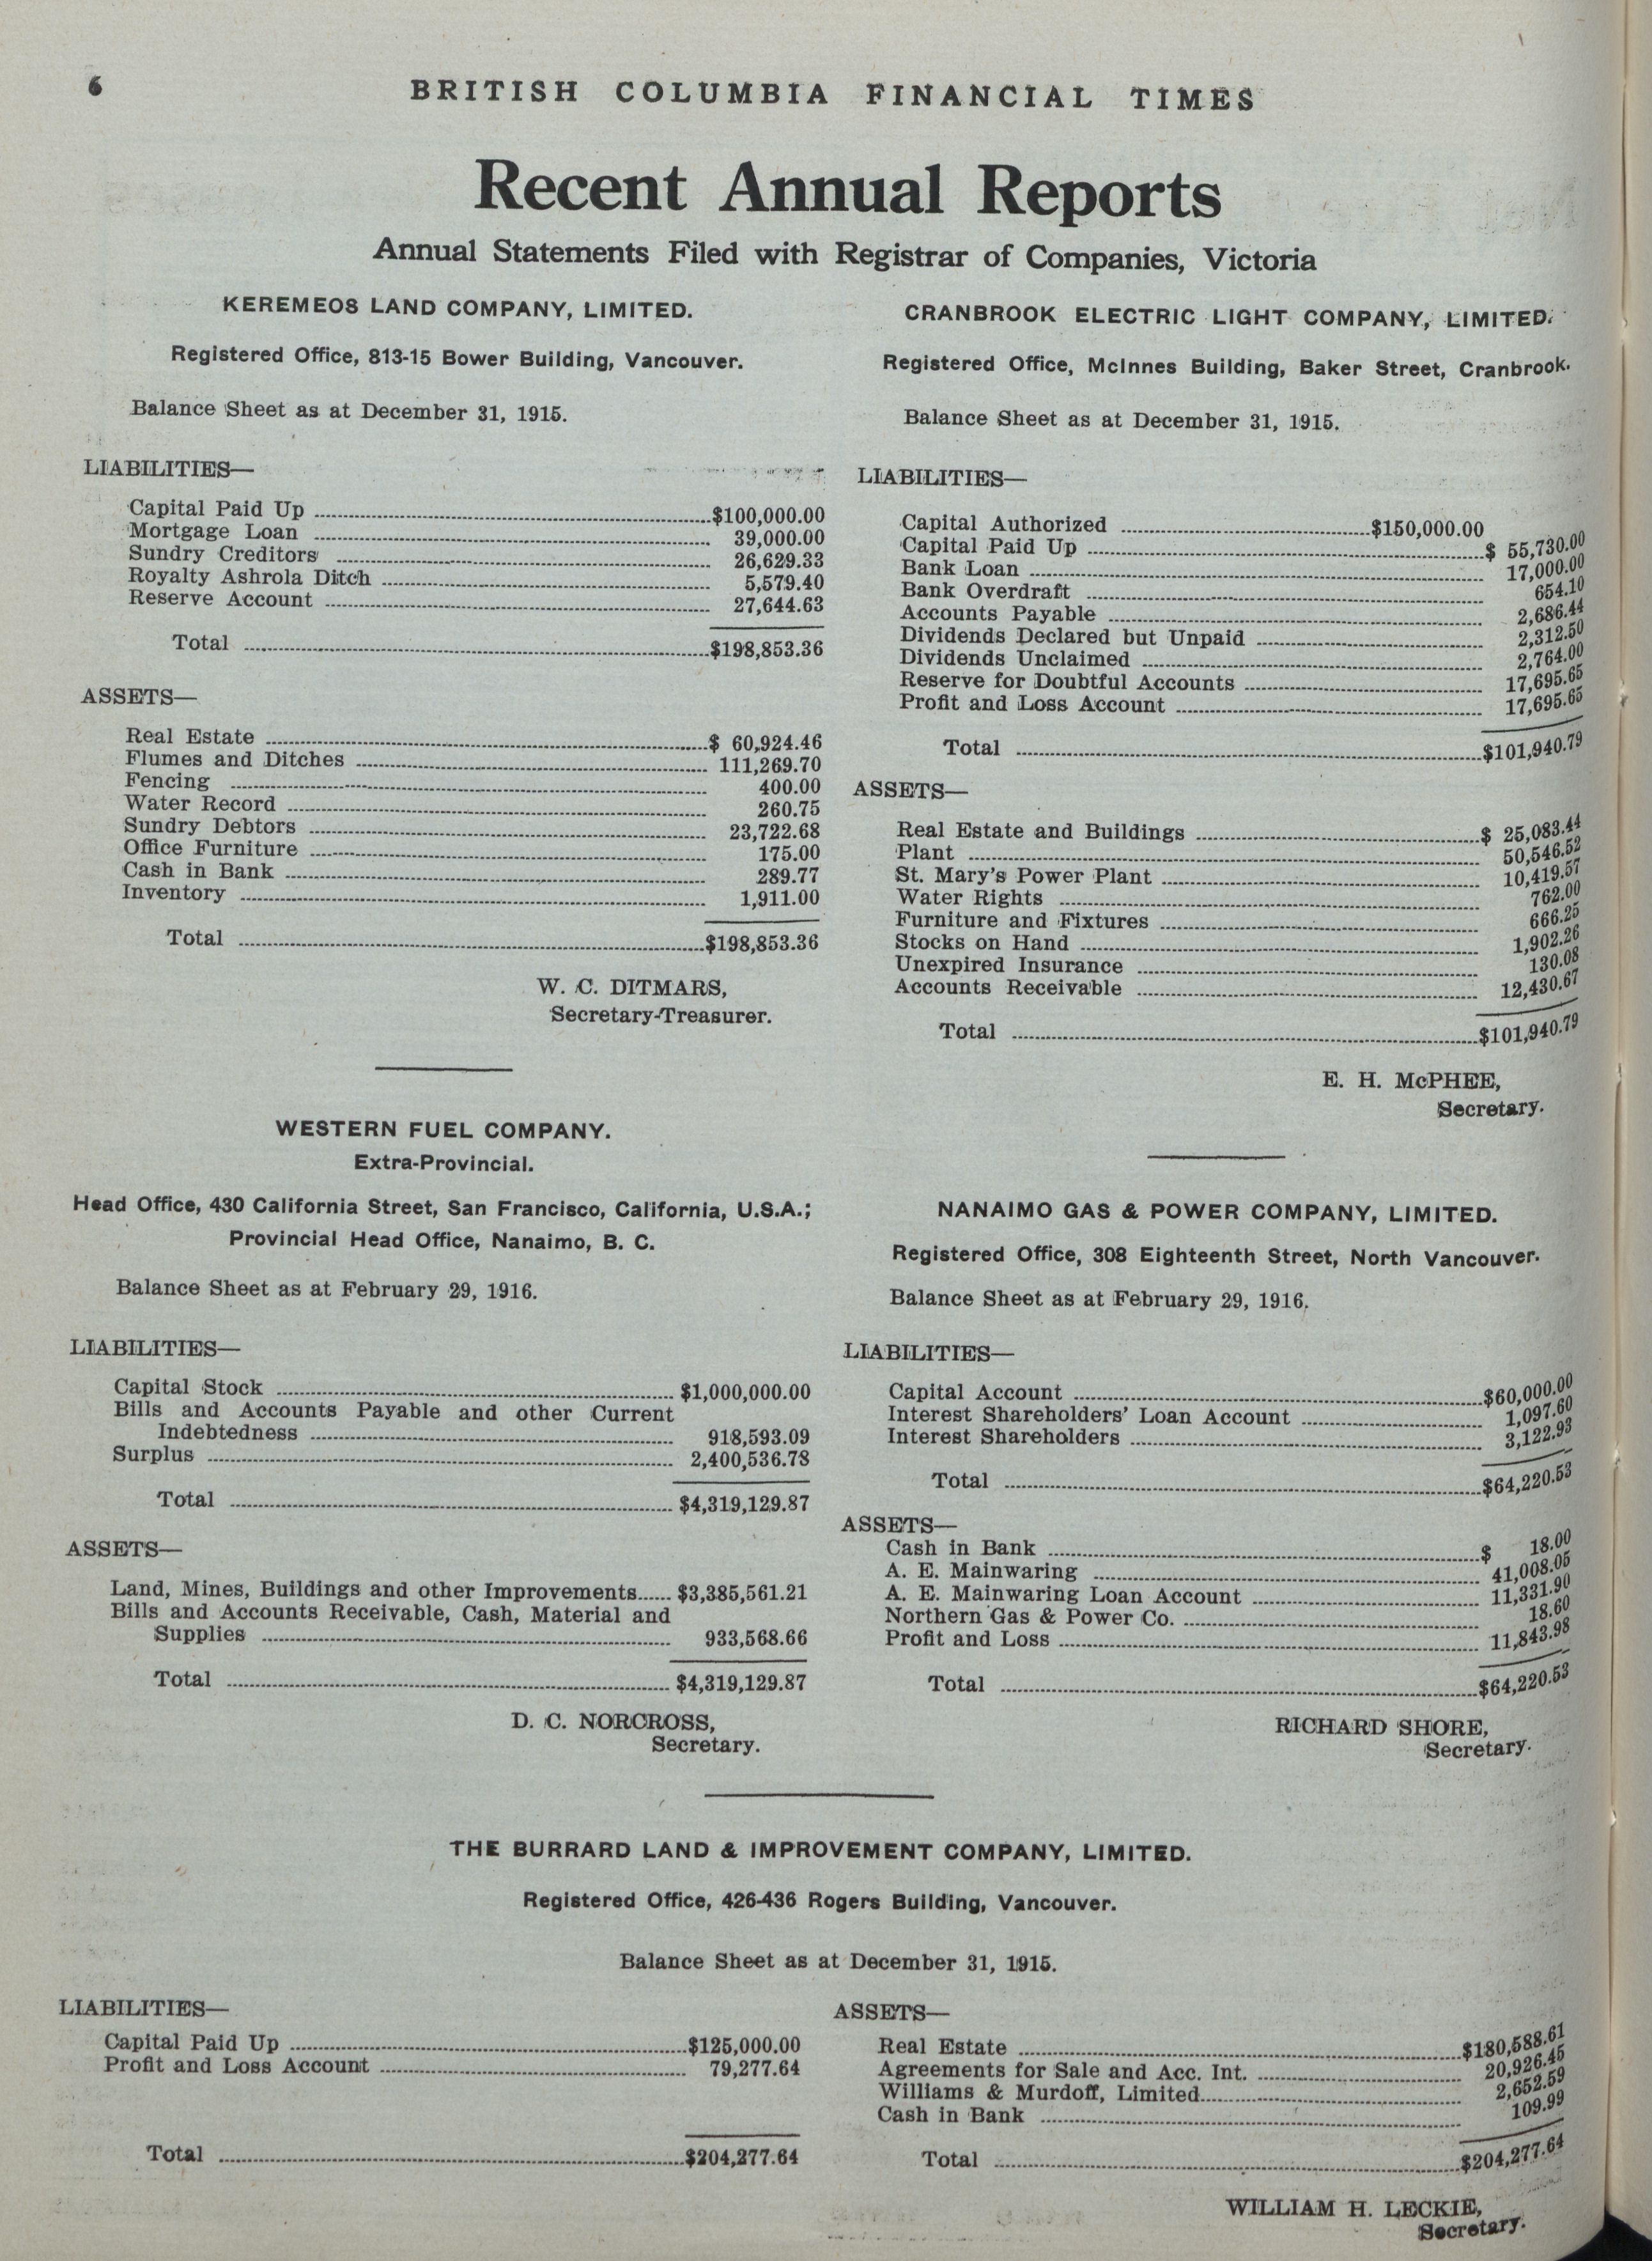 6
BRITISH COLUMBIA FINANCIAL TIMES
Recent Annual Reports
Annual Statements Filed with Registrar of Companies, Victoria
KEREMEOS LAND COMPANY, LIMITED.
Registered Office, 813-15 Bower Building, Vancouver.
Balance Sheet as at December 31, 1915.
LIABILITIES—
Capital Paid Up $100,000.00
Mortgage Loan 39,000.00
Sundry Creditors 26,629.33
Royalty Ashrola Ditch 5,579.40
Reserve Account 27,644.63
Total $198,853.36
ASSETS—
Real Estate $ 60,924.46
Flumes and Ditches 111,269.70
Fencing 400.00
Water Record 260.75
Sundry Debtors 23,722.68
Office Furniture 175.00
Cash in Bank 289.77
Inventory 1,911.00
Total $198,853.36
W. C. DITMARS,
Secretary-Treasurer.
WESTERN FUEL COMPANY.
Extra-Provincial.
Head Office, 430 California Street, San Francisco, California, U.S.A.;
Provincial Head Office, Nanaimo, B. C.
Balance Sheet as at February 29, 1916.
LIABILITIES—
Capital Stock $1,000,000.00
Bills and Accounts Payable and other Current
Indebtedness 918,593.09
Surplus 2,400,536.78
Total $4,319,129.87
ASSETS—
Land, Mines, Buildings and other Improvements $3,385,561.21
Bills and Accounts Receivable, Cash, Material and
Supplies 933,568.66
Total $4,319,129.87
D. C. NORCROSS,
Secretary.
CRANBROOK ELECTRIC LIGHT COMPANY, LIMITED.
Registered Office, McInnes Building, Baker Street, Cranbrook.
Balance Sheet as at December 31, 1915.
LIABILITIES—
Capital Authorized $150,000.00
Capital Paid Up $ 55,730.00
Bank Loan 17,000.00
Bank Overdraft 654.10
Accounts Payable 2,686.44
Dividends Declared but Unpaid 2,312.50
Dividends Unclaimed 2,764.00
Reserve for Doubtful Accounts 17,695.65
Profit and Loss Account 17,695.65
Total $101,940.79
ASSETS—
Real Estate and Buildings $ 25,083.44
Plant 50,546.52
St. Mary's Power Plant 10,419.57
Water Rights 762.00
Furniture and Fixtures 666.25
Stocks on Hand 1,902.26
Unexpired Insurance 130.08
Accounts Receivable 12,430.67
Total $101,940.79
E. H. McPHEE,
Secretary.
NANAIMO GAS & POWER COMPANY, LIMITED.
Registered Office, 308 Eighteenth Street, North Vancouver.
Balance Sheet as at February 29, 1916.
LIABILITIES—
Capital Account $60,000.00
Interest Shareholders' Loan Account 1,097.60
Interest Shareholders 3,122.93
Total $64,220.53
ASSETS—
Cash in Bank $ 18.00
A. E. Mainwaring 41,008.05
A. E. Mainwaring Loan Account 11,331.90
Northern Gas & Power Co. 18.60
Profit and Loss 11,843.98
Total $64,220.53
RICHARD SHORE,
Secretary.
THE BURRARD LAND & IMPROVEMENT COMPANY, LIMITED.
Registered Office, 426-436 Rogers Building, Vancouver.
Balance Sheet as at December 31, 1915.
LIABILITIES—
Capital Paid Up $125,000.00
Profit and Loss Account 79,277.64
Total $204,277.64
ASSETS—
Real Estate $180,588.61
Agreements for Sale and Acc. Int. 20,926.45
Williams & Murdoff, Limited 2,652.59
Cash in Bank 109.99
Total $204,277.64
WILLIAM H. LECKIE,
Secretary.